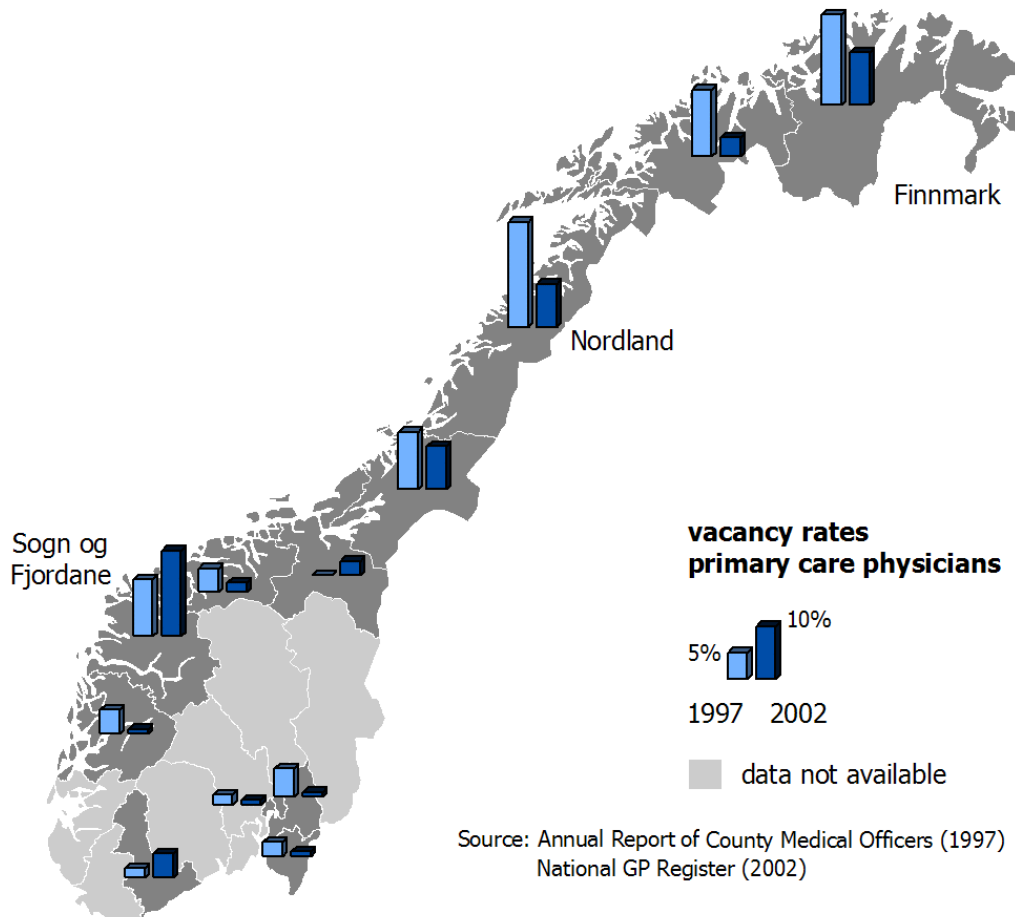 Finnmark
Nordland
Sogn og
Fjordane
vacancy rates
primary care physicians
5%
10%
1997
2002
data not available
Source: Annual Report of County Medical Officers (1997)
National GP Register (2002)